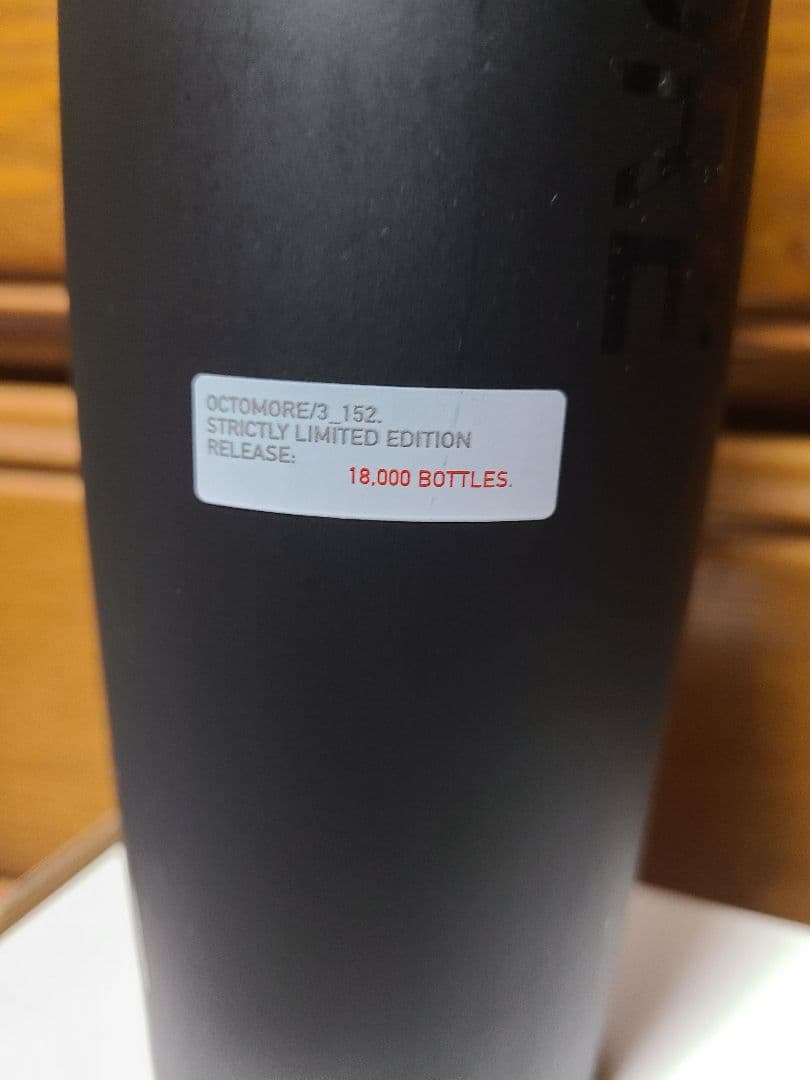 OCTOMORE/3_152.
STRICTLY LIMITED EDITION
RELEASE:
18,000 BOTTLES.